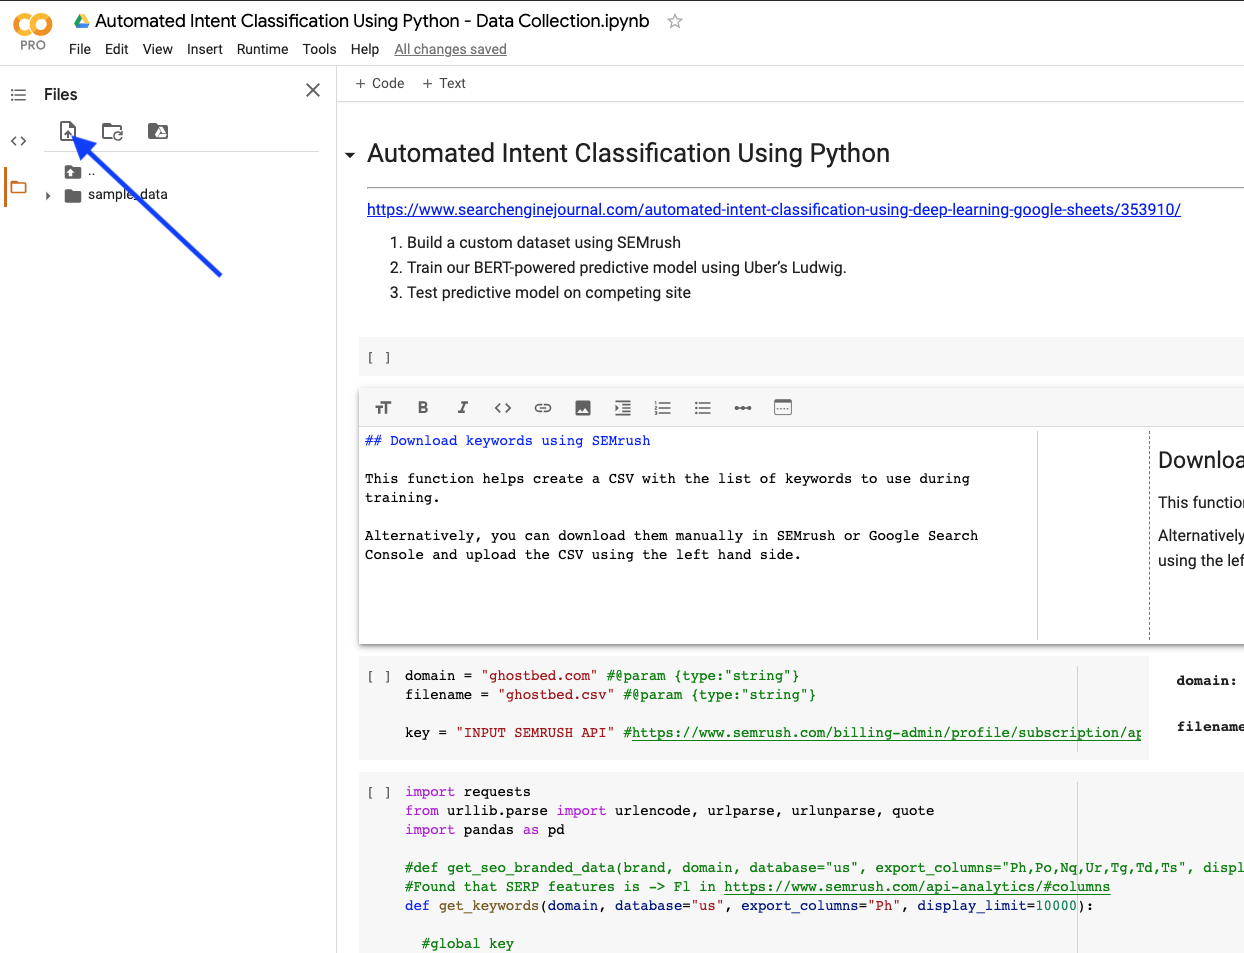 Automated Intent Classification Using Python - Data Collection.ipynb
PRO
File Edit View Insert Runtime Tools Help All changes saved
Files
+ Code + Text
..
sample_data
Automated Intent Classification Using Python
https://www.searchenginejournal.com/automated-intent-classification-using-deep-learning-google-sheets/353910/
1. Build a custom dataset using SEMrush
2. Train our BERT-powered predictive model using Uber's Ludwig.
3. Test predictive model on competing site
[ ]
## Download keywords using SEMrush
This function helps create a CSV with the list of keywords to use during
training.
Alternatively, you can download them manually in SEMrush or Google Search
Console and upload the CSV using the left hand side.
Downloa
This function
Alternatively
using the lef
[ ] domain = "ghostbed.com" #@param {type:"string"}
filename = "ghostbed.csv" #@param {type:"string"}
key = "INPUT SEMRUSH API" #https://www.semrush.com/billing-admin/profile/subscription/ap
domain:
filename
[ ] import requests
from urllib.parse import urlencode, urlparse, urlunparse, quote
import pandas as pd
#def get_seo_branded_data(brand, domain, database="us", export_columns="Ph,Po,Nq,Ur,Tg,Td,Ts", displ
#Found that SERP features is -> Fl in https://www.semrush.com/api-analytics/#columns
def get_keywords(domain, database="us", export_columns="Ph", display_limit=10000):
#global key